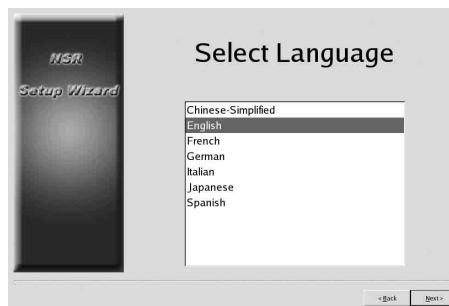 NSR
Setup Wizard
Select Language
Chinese-Simplified
English
French
German
Italian
Japanese
Spanish
< Back
Next >